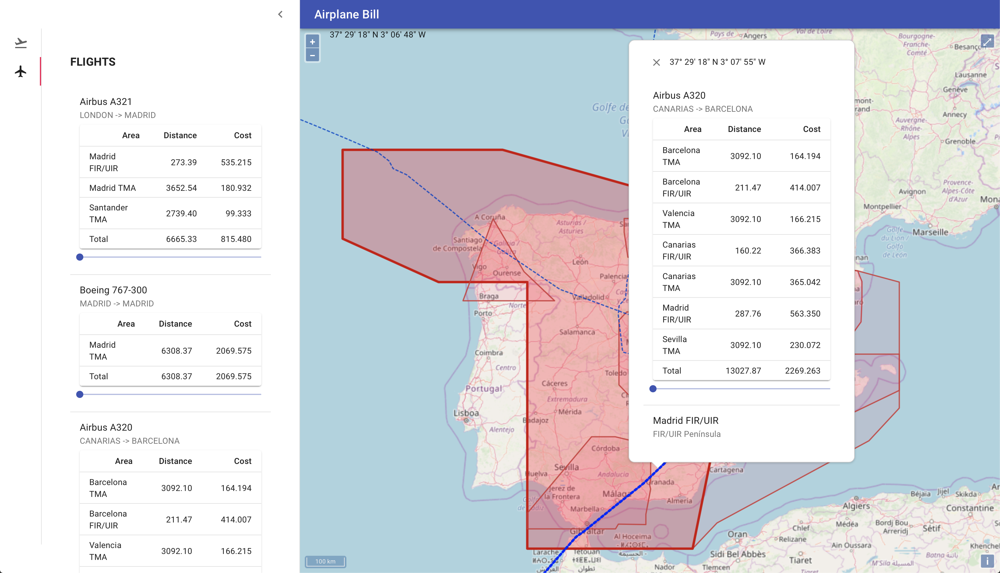 Airplane Bill
FLIGHTS
Airbus A321
LONDON -> MADRID
Area Distance Cost
Madrid
FIR/UIR
273.39 535.215
Madrid TMA 3652.54 180.932
Santander
TMA
2739.40 99.333
Total 6665.33 815.480
Boeing 767-300
MADRID -> MADRID
Area Distance Cost
Madrid
TMA
6308.37 2069.575
Total 6308.37 2069.575
Airbus A320
CANARIAS -> BARCELONA
Area Distance Cost
Barcelona
TMA
3092.10 164.194
Barcelona
FIR/UIR
211.47 414.007
Valencia
TMA
3092.10 166.215
+
−
37° 29' 18" N 3° 06' 48" W
37° 29' 18" N 3° 07' 55" W
Airbus A320
CANARIAS -> BARCELONA
Area Distance Cost
Barcelona
TMA
3092.10 164.194
Barcelona
FIR/UIR
211.47 414.007
Valencia
TMA
3092.10 166.215
Canarias
FIR/UIR
160.22 366.383
Canarias
TMA
3092.10 365.042
Madrid
FIR/UIR
287.76 563.350
Sevilla
TMA
3092.10 230.072
Total 13027.87 2269.263
Madrid FIR/UIR
FIR/UIR Península
Pays de
Angers
Val de Loire
Bourgogne-
Franche-
Comté
Lausanne
Genève
Annecy
Auvergne-
Rhône-
Alpes
Grenoble
Provence-
Alpes-Côte
d'Azur
Avignon
Montpellier
Marseille
Golfe
du Lion /
Golfo
de León
Golfe de
A Coruña
Asturias /
Asturies
Santiago
de Compostela
Galicia /
Galiza
León
Vigo
Ourense
Palencia
Braga
Valladolid
Norte
Porto
Salamanca
Coimbra
Centro
Toledo
Cáceres
Portugal
Extremadura
Mérida
Lisboa
Badajoz
Alentejo
Córdoba
Sevilla
Huelva
Andalucía
Cartagena
Granada
Jerez de
la Frontera
Málaga
Almería
Golfo
de Cádiz
Marbella
Gibraltar
Al Hoceima
Larache
Tétouan
تطوان
الحسيمة
Nador
Oran
Sidi Bel Abbès
Tlemcen
Tiaret
Relizane
Chlef
Algiers
Médéa
Aïn Oussara
Bordj Bou
Arreridj
Béjaïa
Jijel
Skikda
Constantine
Sétif
M'Sila المسيلة
Batna
100 km
i